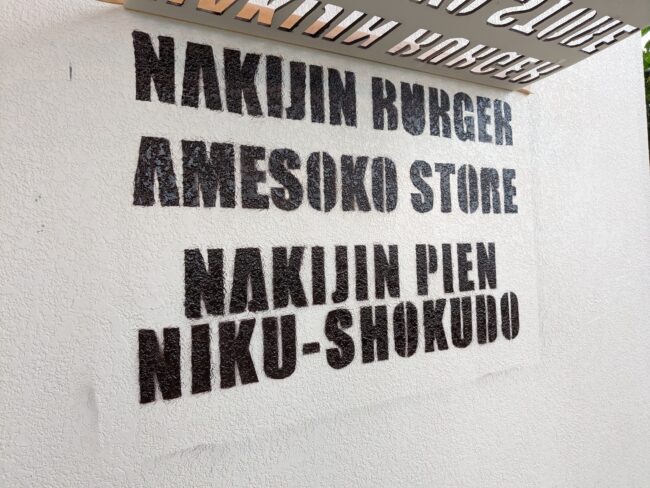 NAKIJIN BURGER
AMESOKO STORE
NAKIJIN PIEN
NIKU-SHOKUDO